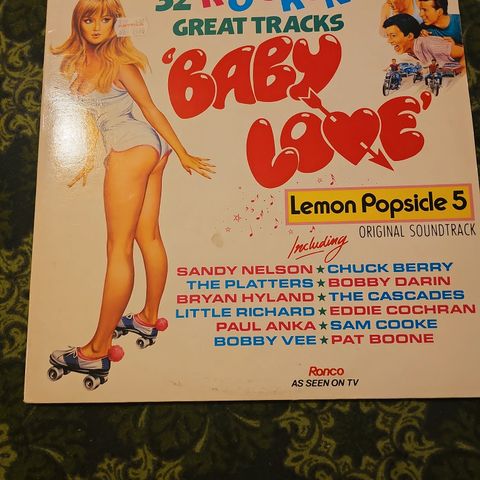 32 ROCKIN'
GREAT TRACKS
'BABY
LOVE'
Lemon Popsicle 5
ORIGINAL SOUNDTRACK
Including
SANDY NELSON ★ CHUCK BERRY
THE PLATTERS ★ BOBBY DARIN
BRYAN HYLAND ★ THE CASCADES
LITTLE RICHARD ★ EDDIE COCHRAN
PAUL ANKA ★ SAM COOKE
BOBBY VEE ★ PAT BOONE
Ronco
AS SEEN ON TV